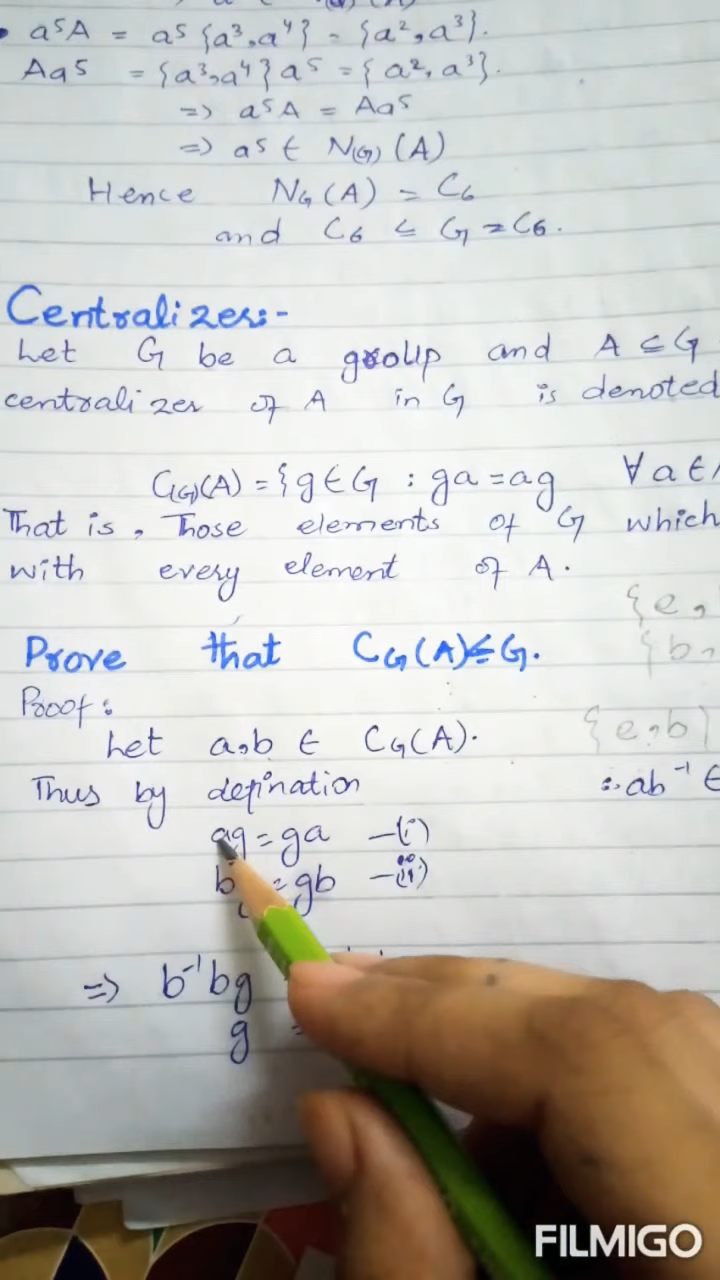 • a⁵A = a⁵ {a³, a⁴} = {a², a³}.
Aa⁵ = {a³, a⁴} a⁵ = { a², a³}.
=> a⁵A = Aa⁵
=> a⁵ ∈ N(G) (A)
Hence N_G (A) = C₆
and C₆ ≤ G = C₆.
Centralizer:-
Let G be a group and A ⊆ G
centralizer of A in G is denoted
C(G)(A) = {g ∈ G : ga = ag ∀ a ∈
That is, Those elements of G which
with every element of A.
{e,
Prove that C_G (A) ≤ G.
{b,
Proof:
Let a,b ∈ C_G (A).
{e,b}
Thus by defination
∴ ab⁻¹ ∈
ag = ga —(i)
b = gb —(ii)
=> b⁻¹bg
g =
FILMIGO